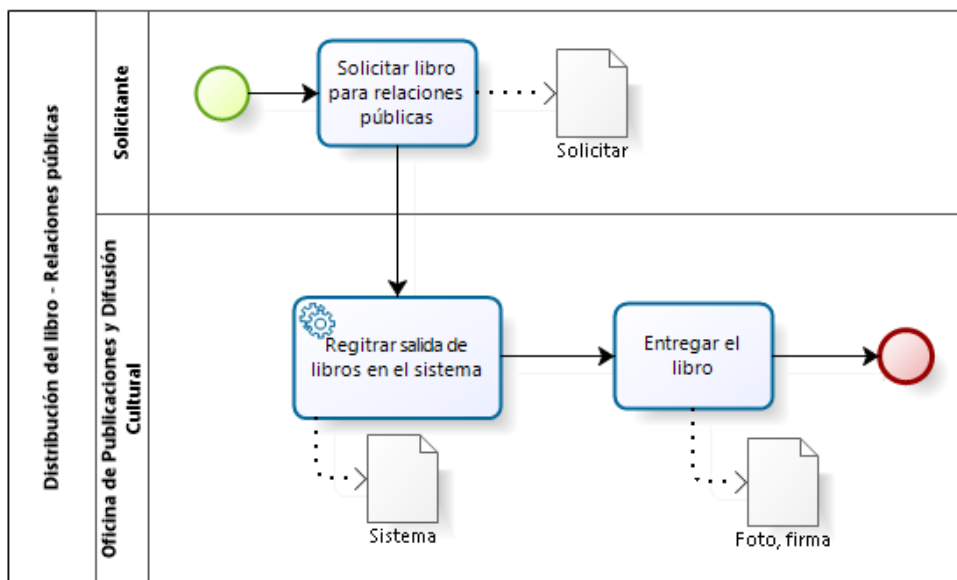 Distribución del libro - Relaciones públicas
Solicitante
Solicitar libro
para relaciones
públicas
Solicitar
Oficina de Publicaciones y Difusión
Cultural
Regitrar salida de
libros en el sistema
Sistema
Entregar el
libro
Foto, firma